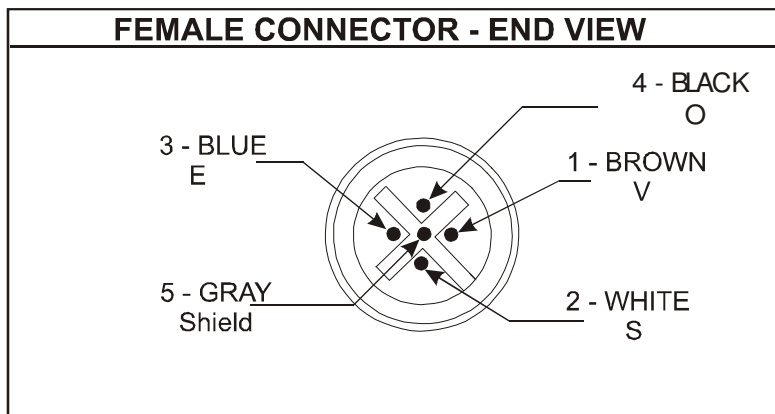 FEMALE CONNECTOR - END VIEW
4 - BLACK
O
3 - BLUE
E
1 - BROWN
V
5 - GRAY
Shield
2 - WHITE
S